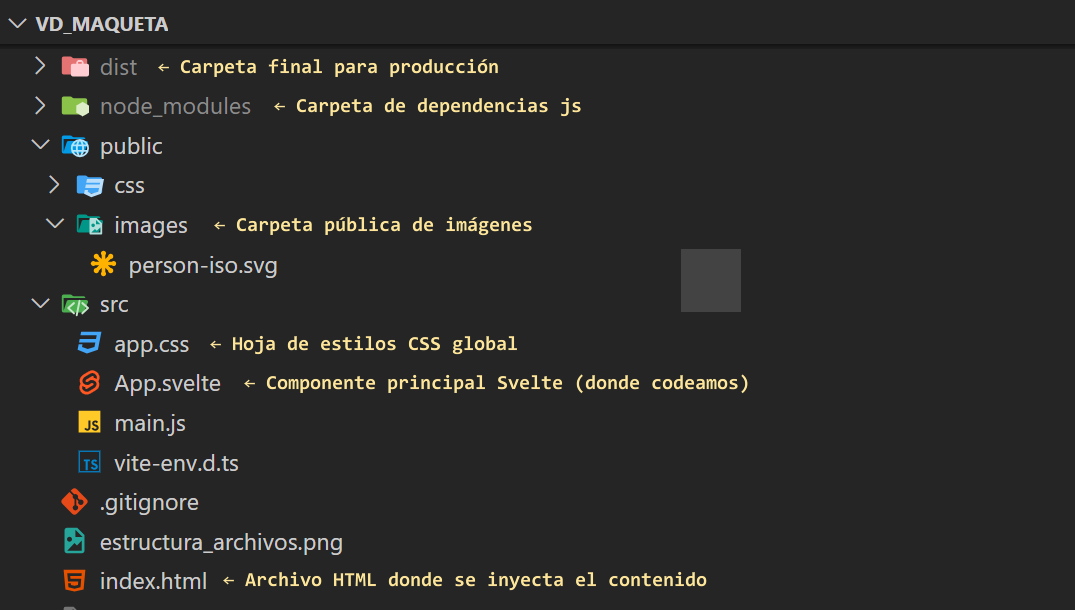 VD_MAQUETA
dist ← Carpeta final para producción
node_modules ← Carpeta de dependencias js
public
css
images ← Carpeta pública de imágenes
person-iso.svg
src
app.css ← Hoja de estilos CSS global
App.svelte ← Componente principal Svelte (donde codeamos)
JS main.js
TS vite-env.d.ts
.gitignore
estructura_archivos.png
index.html ← Archivo HTML donde se inyecta el contenido